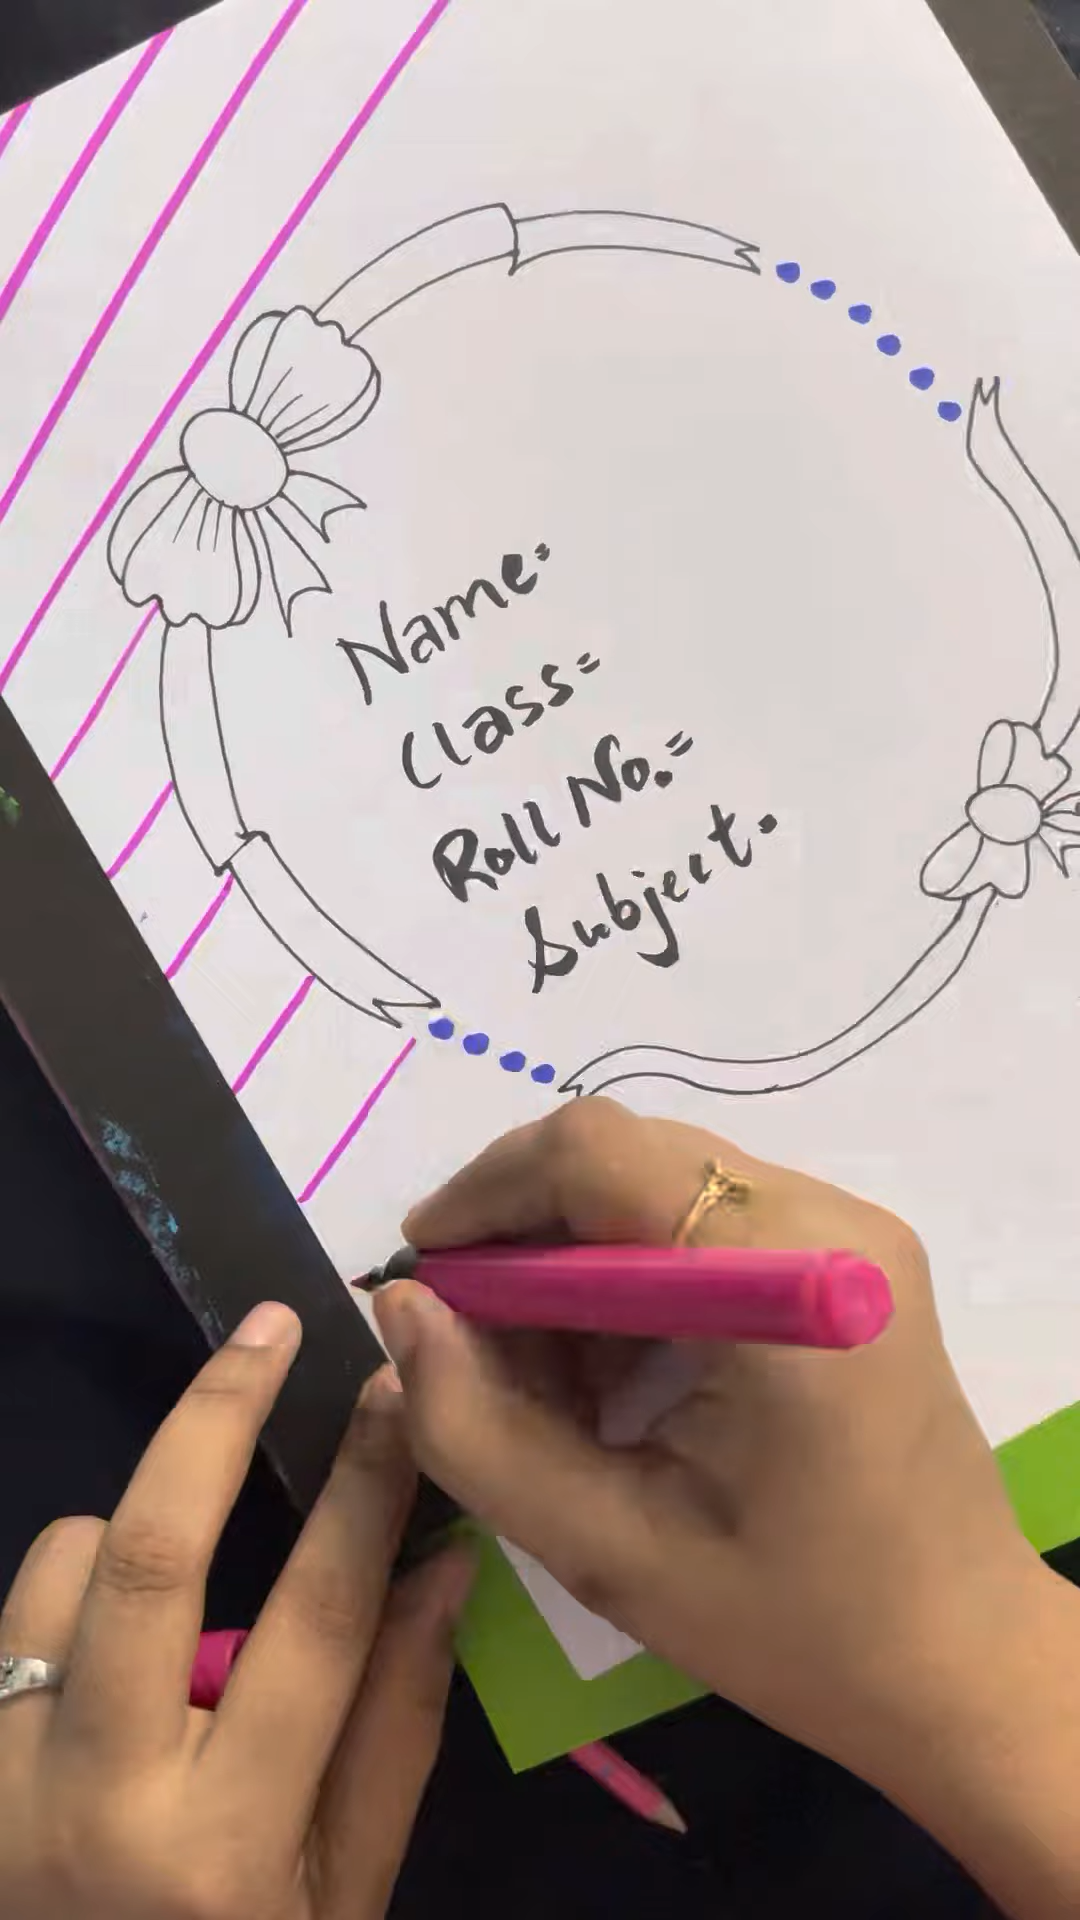 Name=
Class=
Roll No.=
Subject.